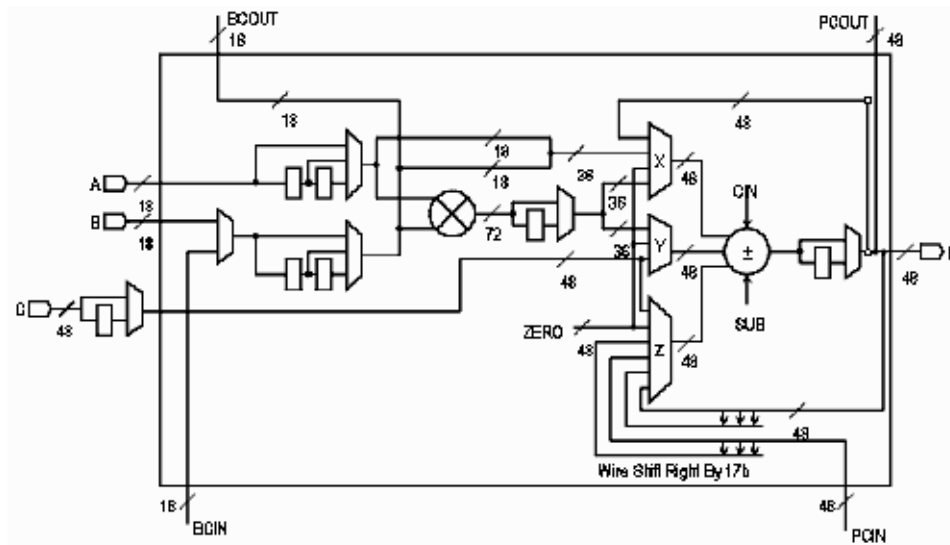 BCOUT
18
PCOUT
48
18
48
18
36
18
A
18
X
48
CIN
36
B
18
72
36
Y
48
±
48
48
C
48
ZERO
48
Z
48
SUB
48
Wire Shift Right By 17b
18
BCIN
48
PCIN